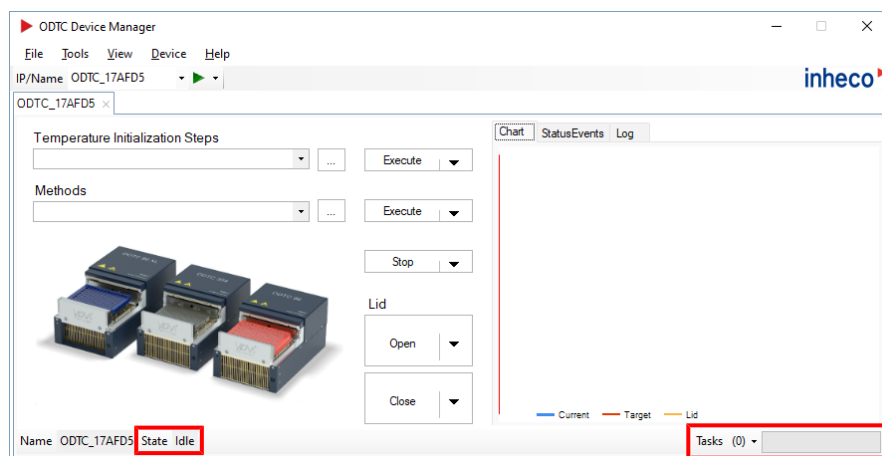 ODTC Device Manager
File Tools View Device Help
IP/Name ODTC_17AFD5
inheco
ODTC_17AFD5
Temperature Initialization Steps
... Execute
Methods
... Execute
Stop
Lid
Open
Close
Chart StatusEvents Log
Current Target Lid
Name ODTC_17AFD5 State Idle Tasks (0)